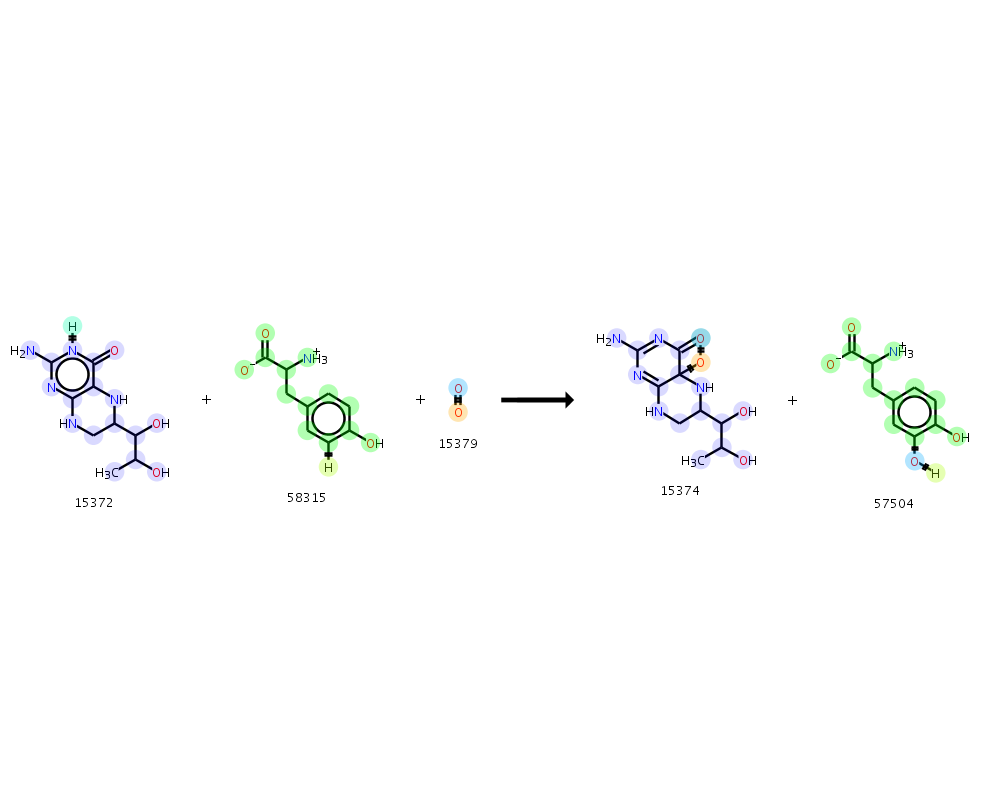 H
H₂N N O
N NH
HN OH
H₃C OH
15372
+
O
O⁻ NH₃⁺
OH
H
58315
+
O
O
15379
H₂N N O
O
N NH
HN OH
H₃C OH
15374
+
O
O⁻ NH₃⁺
OH
O
H
57504